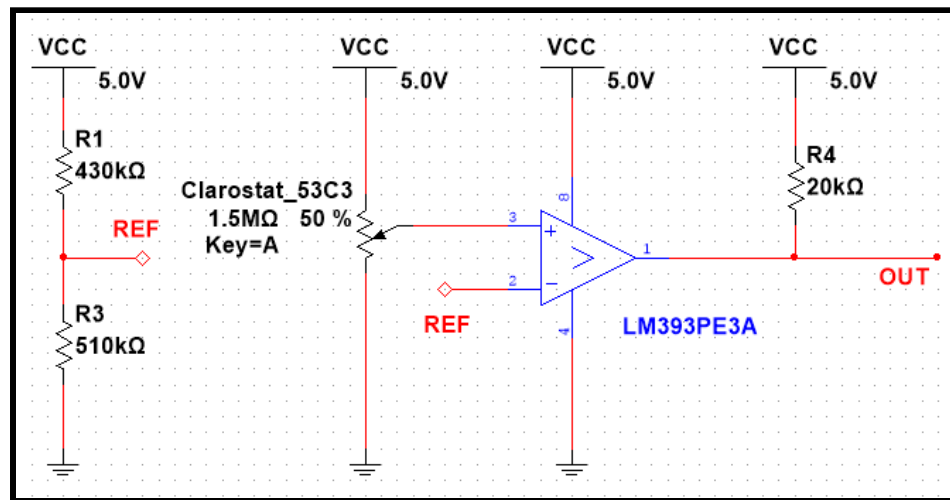 VCC
5.0V
VCC
5.0V
VCC
5.0V
VCC
5.0V
R1
430kΩ
REF
R3
510kΩ
Clarostat_53C3
1.5MΩ 50 %
Key=A
3
8
+
2
−
REF
4
1
LM393PE3A
R4
20kΩ
OUT